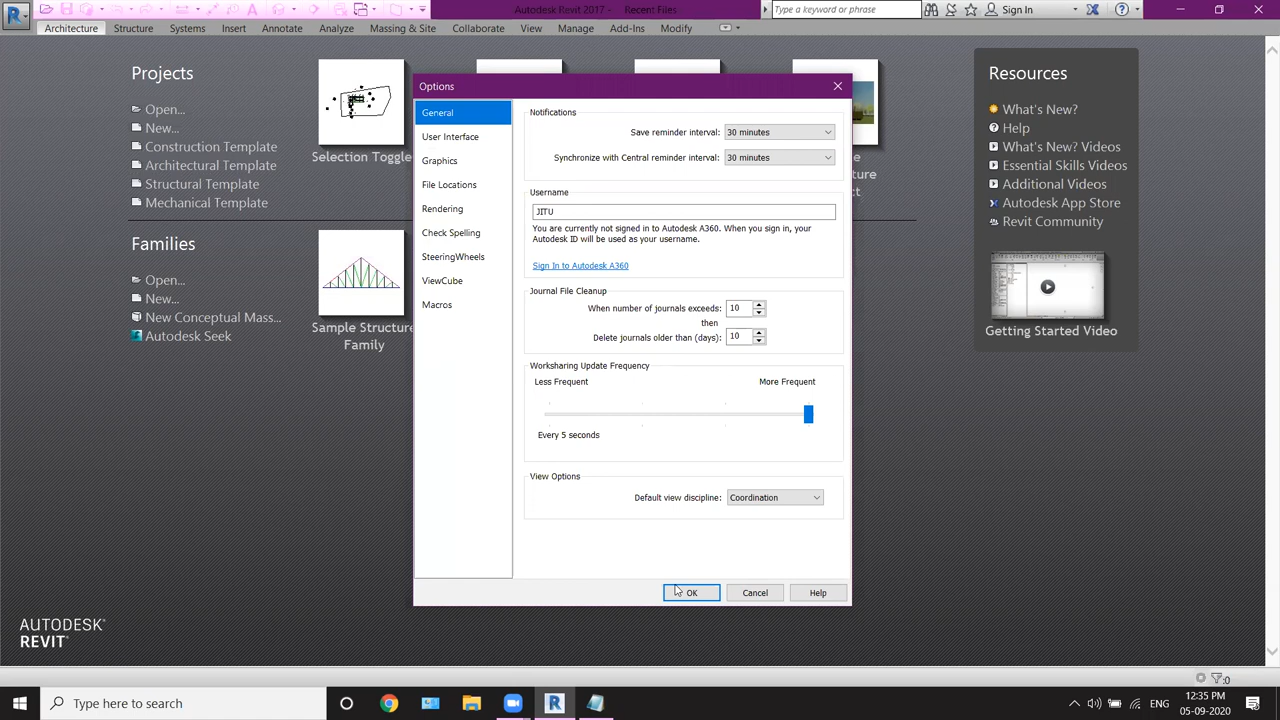 Autodesk Revit 2017 - Recent Files
Type a keyword or phrase
Sign In
Architecture Structure Systems Insert Annotate Analyze Massing & Site Collaborate View Manage Add-Ins Modify
Projects
Open...
New...
Construction Template
Architectural Template
Structural Template
Mechanical Template
Selection Toggle
Families
Open...
New...
New Conceptual Mass...
Autodesk Seek
Sample Structure
Family
Options
General
User Interface
Graphics
File Locations
Rendering
Check Spelling
SteeringWheels
ViewCube
Macros
Notifications
Save reminder interval: 30 minutes
Synchronize with Central reminder interval: 30 minutes
Username
JITU
You are currently not signed in to Autodesk A360. When you sign in, your
Autodesk ID will be used as your username.
Sign In to Autodesk A360
Journal File Cleanup
When number of journals exceeds: 10
then
Delete journals older than (days): 10
Worksharing Update Frequency
Less Frequent More Frequent
Every 5 seconds
View Options
Default view discipline: Coordination
OK Cancel Help
Resources
What's New?
Help
What's New? Videos
Essential Skills Videos
Additional Videos
Autodesk App Store
Revit Community
Getting Started Video
AUTODESK®
REVIT®
:0
Type here to search
ENG
12:35 PM
05-09-2020